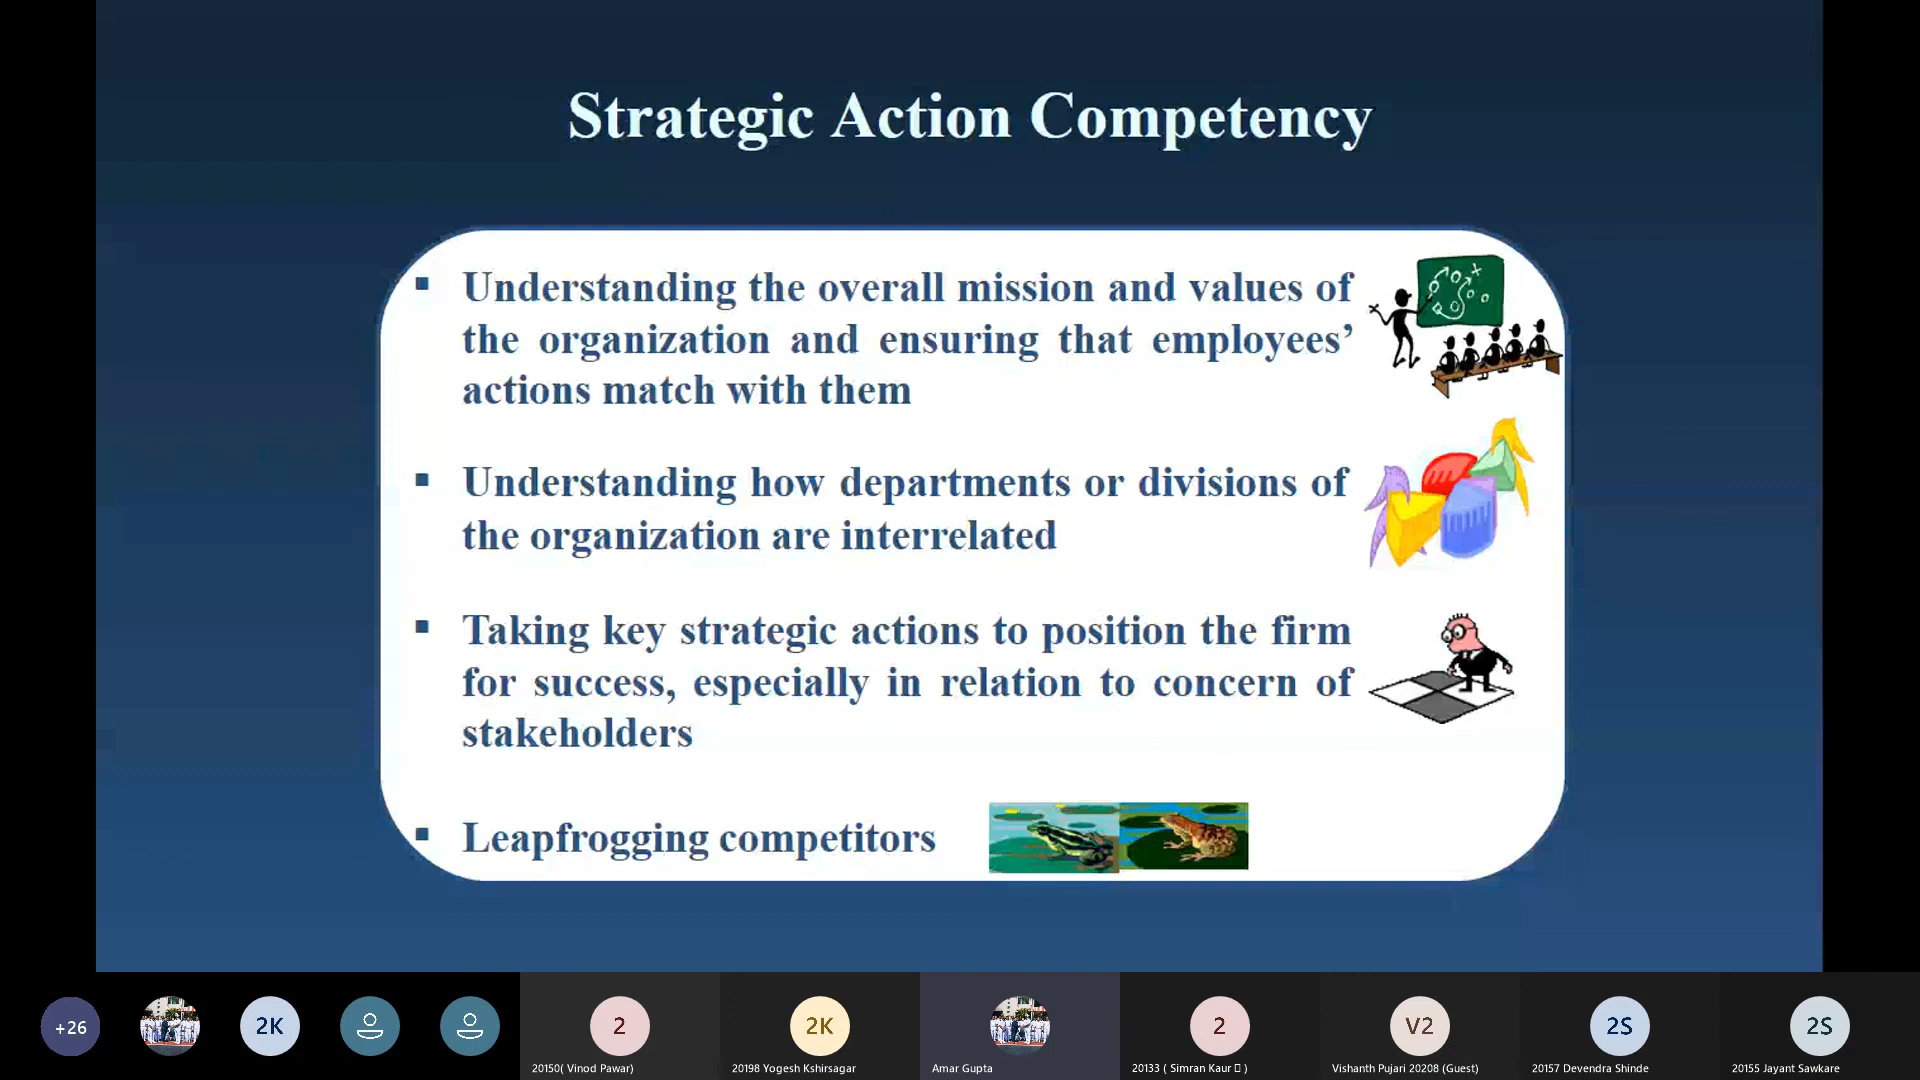 Strategic Action Competency
▪ Understanding the overall mission and values of
the organization and ensuring that employees’
actions match with them
▪ Understanding how departments or divisions of
the organization are interrelated
▪ Taking key strategic actions to position the firm
for success, especially in relation to concern of
stakeholders
▪ Leapfrogging competitors
+26
2K
2
2K
2
V2
2S
2S
20150( Vinod Pawar)
20198 Yogesh Kshirsagar
Amar Gupta
20133 ( Simran Kaur )
Vishanth Pujari 20208 (Guest)
20157 Devendra Shinde
20155 Jayant Sawkare